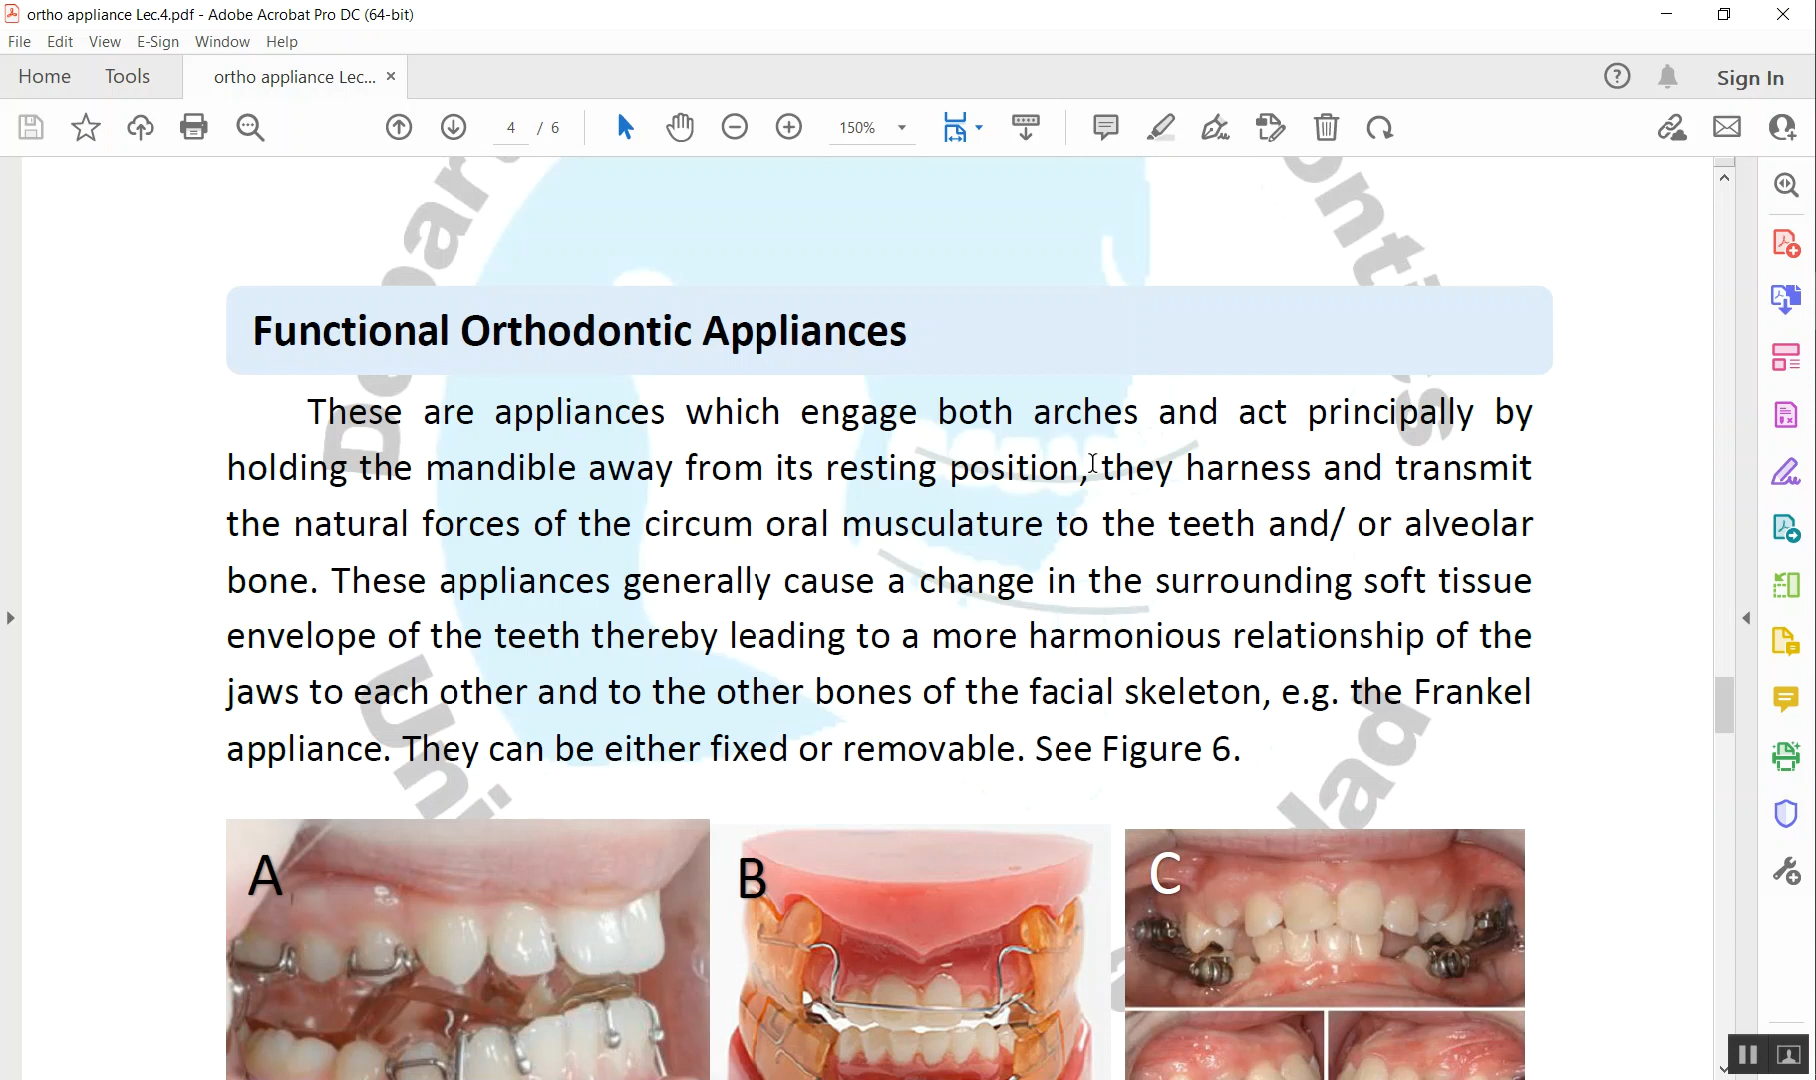 ortho appliance Lec.4.pdf - Adobe Acrobat Pro DC (64-bit)
File Edit View E-Sign Window Help
Home Tools ortho appliance Lec... × Sign In
4 / 6 150%
Functional Orthodontic Appliances
These are appliances which engage both arches and act principally by
holding the mandible away from its resting position, they harness and transmit
the natural forces of the circum oral musculature to the teeth and/ or alveolar
bone. These appliances generally cause a change in the surrounding soft tissue
envelope of the teeth thereby leading to a more harmonious relationship of the
jaws to each other and to the other bones of the facial skeleton, e.g. the Frankel
appliance. They can be either fixed or removable. See Figure 6.
A B C